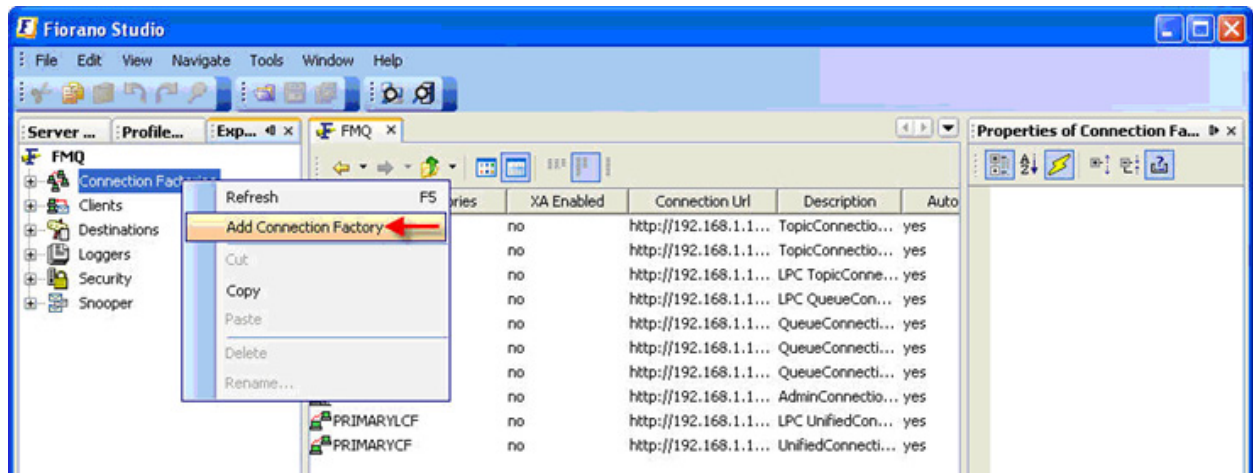 Fiorano Studio
File Edit View Navigate Tools Window Help
Server ... Profile... Exp... FMQ Properties of Connection Fa...
FMQ
Connection Factories
Clients
Destinations
Loggers
Security
Snooper
Refresh F5
Add Connection Factory
Cut
Copy
Paste
Delete
Rename...
ries XA Enabled Connection Url Description Auto
no http://192.168.1.1... TopicConnectio... yes
no http://192.168.1.1... TopicConnectio... yes
no http://192.168.1.1... LPC TopicConne... yes
no http://192.168.1.1... LPC QueueCon... yes
no http://192.168.1.1... QueueConnecti... yes
no http://192.168.1.1... QueueConnecti... yes
no http://192.168.1.1... QueueConnecti... yes
no http://192.168.1.1... AdminConnectio... yes
PRIMARYLCF no http://192.168.1.1... LPC UnifiedCon... yes
PRIMARYCF no http://192.168.1.1... UnifiedConnecti... yes